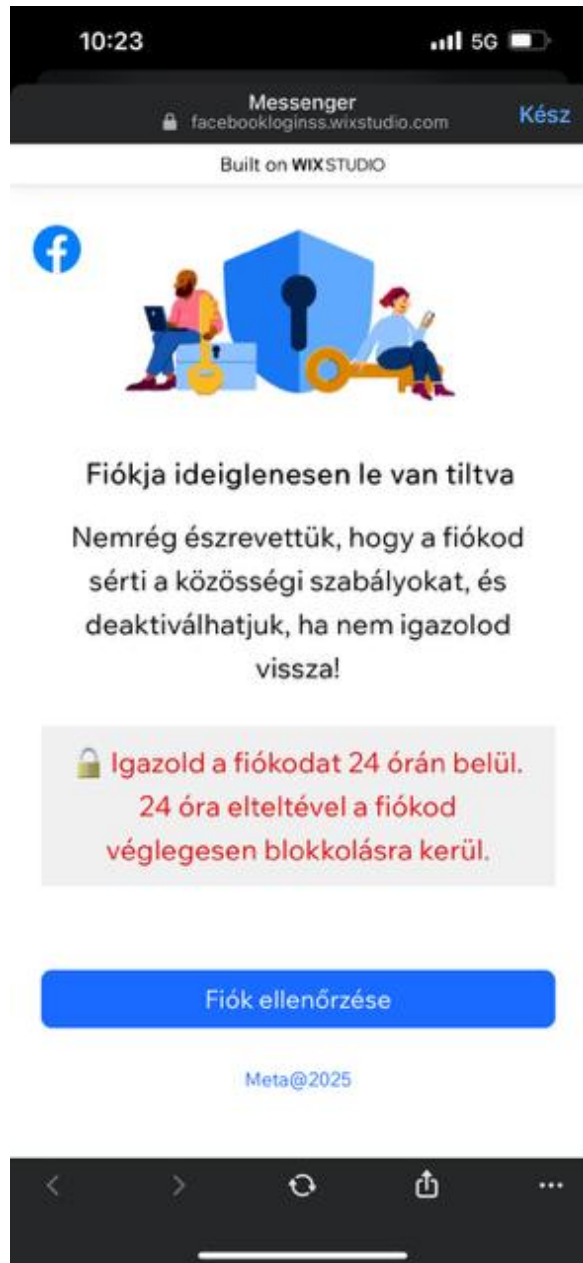 10:23
5G
Messenger
facebookloginss.wixstudio.com
Kész
Built on WIX STUDIO
Fiókja ideiglenesen le van tiltva
Nemrég észrevettük, hogy a fiókod
sérti a közösségi szabályokat, és
deaktiválhatjuk, ha nem igazolod
vissza!
Igazold a fiókodat 24 órán belül.
24 óra elteltével a fiókod
véglegesen blokkolásra kerül.
Fiók ellenőrzése
Meta@2025